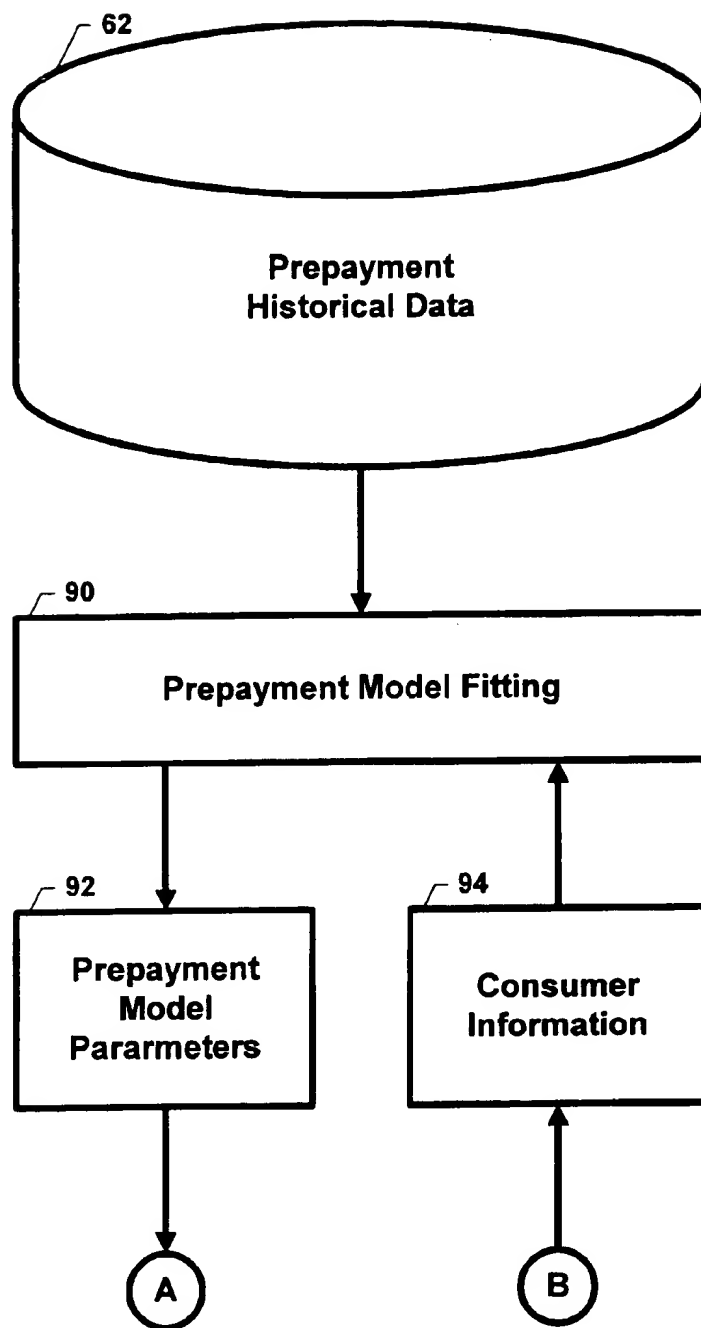 62
Prepayment
Historical Data
90
Prepayment Model Fitting
92
Prepayment
Model
Pararmeters
94
Consumer
Information
A
B